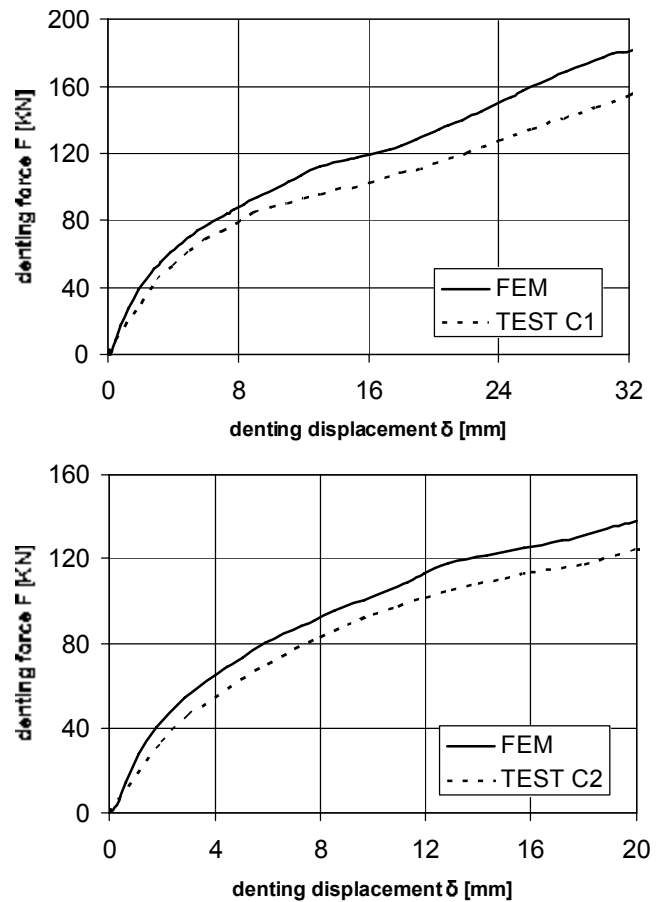 200
160
120
80
40
0
denting force F [KN]
FEM
TEST C1
0 8 16 24 32
denting displacement δ [mm]
160
120
80
40
0
denting force F [KN]
FEM
TEST C2
0 4 8 12 16 20
denting displacement δ [mm]